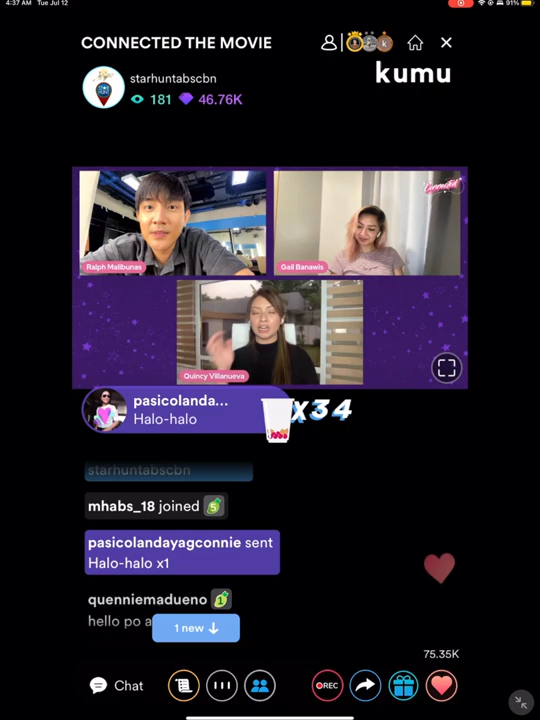 4:37 AM Tue Jul 12
91%
CONNECTED THE MOVIE
k
kumu
starhuntabscbn
181 46.76K
Connected
Ralph Malibunas
Gail Banawis
Quincy Villanueva
pasicolanda...
Halo-halo
x34
starhuntabscbn
mhabs_18 joined 5
pasicolandayagconnie sent
Halo-halo x1
quenniemadueno 1
hello po a
1 new
75.35K
Chat
REC